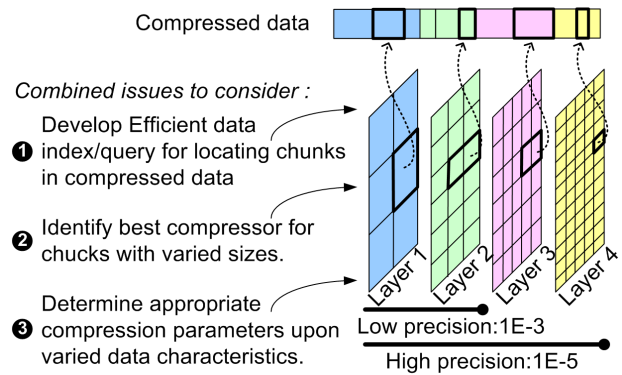 Compressed data
Combined issues to consider :
1 Develop Efficient data
index/query for locating chunks
in compressed data
2 Identify best compressor for
chucks with varied sizes.
3 Determine appropriate
compression parameters upon
varied data characteristics.
Layer 1
Layer 2
Layer 3
Layer 4
Low precision:1E-3
High precision:1E-5